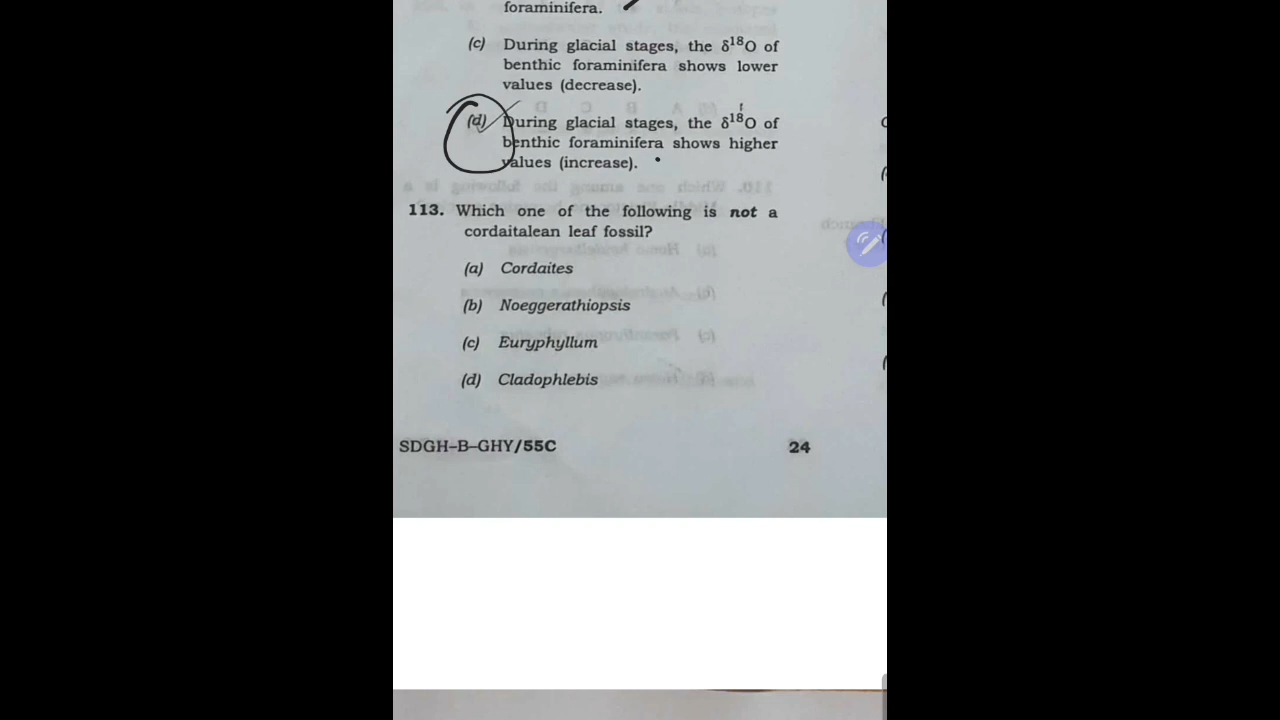 foraminifera.
(c) During glacial stages, the δ¹⁸O of
benthic foraminifera shows lower
values (decrease).
(d) During glacial stages, the δ¹⁸O of
benthic foraminifera shows higher
values (increase).
113. Which one of the following is not a
cordaitalean leaf fossil?
(a) Cordaites
(b) Noeggerathiopsis
(c) Euryphyllum
(d) Cladophlebis
SDGH-B-GHY/55C 24